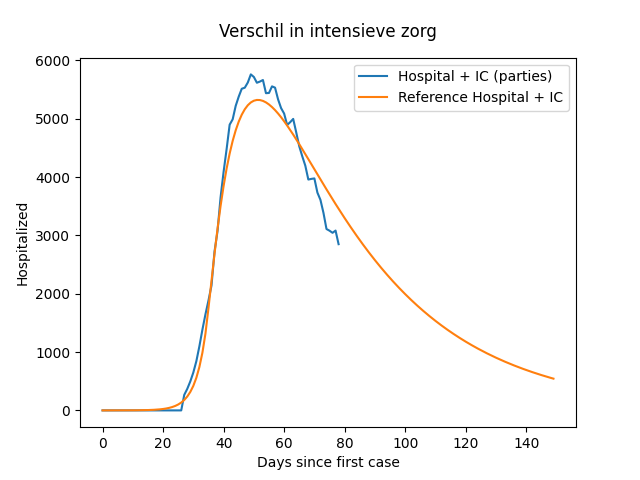 Verschil in intensieve zorg
Hospital + IC (parties)
Reference Hospital + IC
Hospitalized
6000
5000
4000
3000
2000
1000
0
0 20 40 60 80 100 120 140
Days since first case